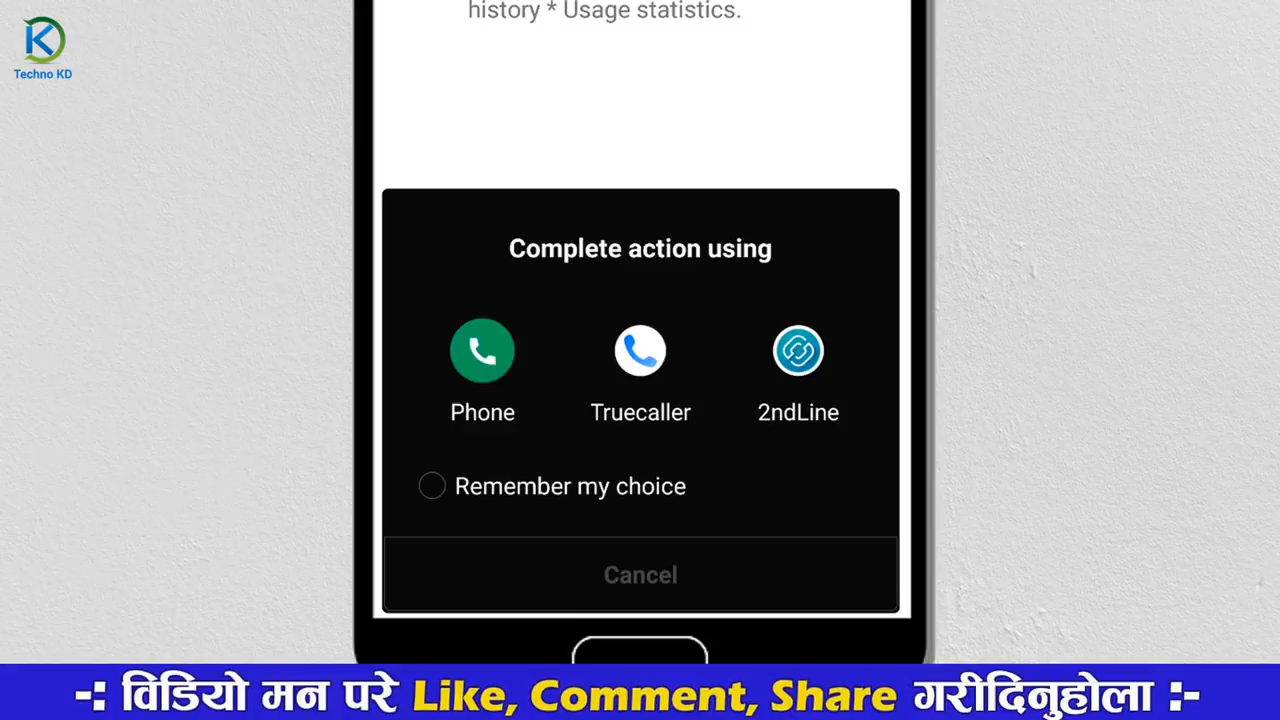 history * Usage statistics.
K
Techno KD
Complete action using
Phone Truecaller 2ndLine
Remember my choice
Cancel
-: विडियो मन परे Like, Comment, Share गरीदिनुहोला :-